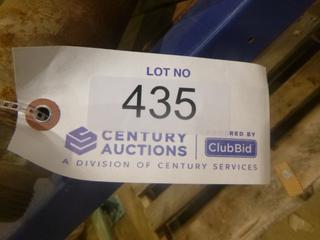 LOT NO
435
CENTURY
AUCTIONS
RED BY
ClubBid
A DIVISION OF CENTURY SERVICES